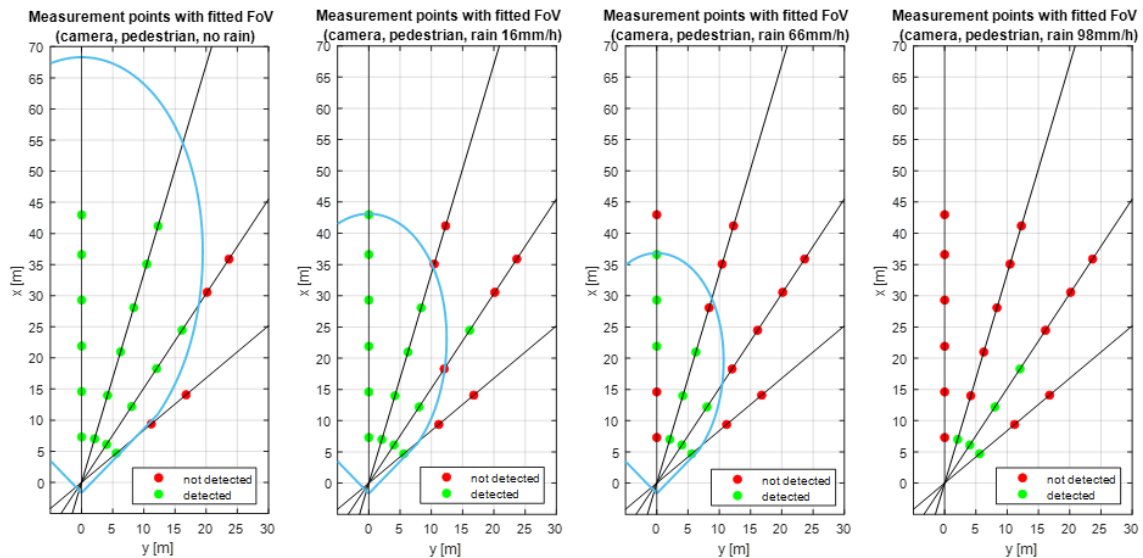 Measurement points with fitted FoV
(camera, pedestrian, no rain)
70
65
60
55
50
45
40
35
30
25
20
15
10
5
0
x [m]
not detected
detected
0 5 10 15 20 25 30
y [m]
Measurement points with fitted FoV
(camera, pedestrian, rain 16mm/h)
70
65
60
55
50
45
40
35
30
25
20
15
10
5
0
x [m]
not detected
detected
0 5 10 15 20 25 30
y [m]
Measurement points with fitted FoV
(camera, pedestrian, rain 66mm/h)
70
65
60
55
50
45
40
35
30
25
20
15
10
5
0
x [m]
not detected
detected
0 5 10 15 20 25 30
y [m]
Measurement points with fitted FoV
(camera, pedestrian, rain 98mm/h)
70
65
60
55
50
45
40
35
30
25
20
15
10
5
0
x [m]
not detected
detected
0 5 10 15 20 25 30
y [m]